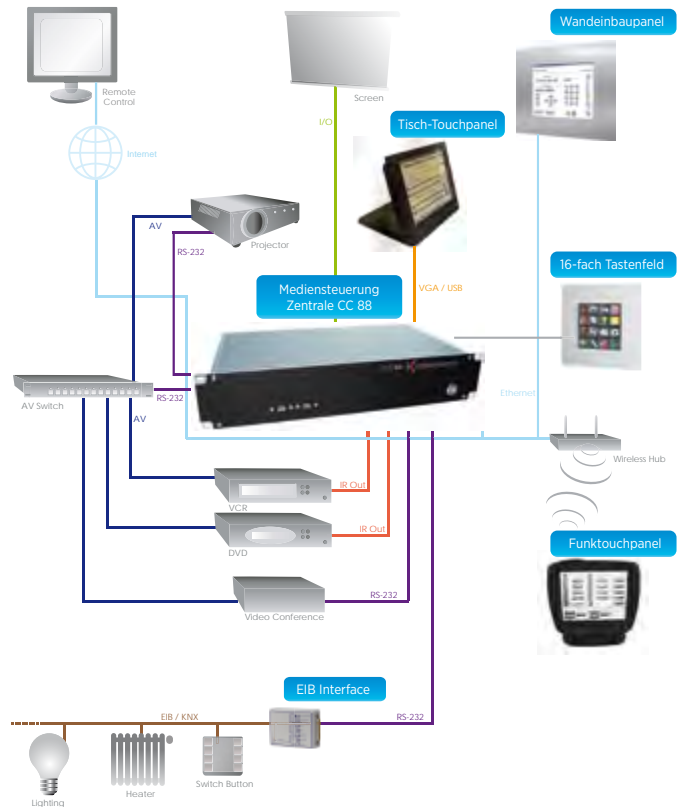 Wandeinbaupanel
Remote
Control
Screen
I/O
Tisch-Touchpanel
Internet
AV
Projector
RS-232
16-fach Tastenfeld
Mediensteuerung
Zentrale CC 88
VGA / USB
AV Switch
RS-232
Ethernet
AV
Wireless Hub
IR Out
VCR
IR Out
DVD
Funktouchpanel
RS-232
Video Conference
EIB Interface
EIB / KNX
RS-232
Switch Button
Heater
Lighting